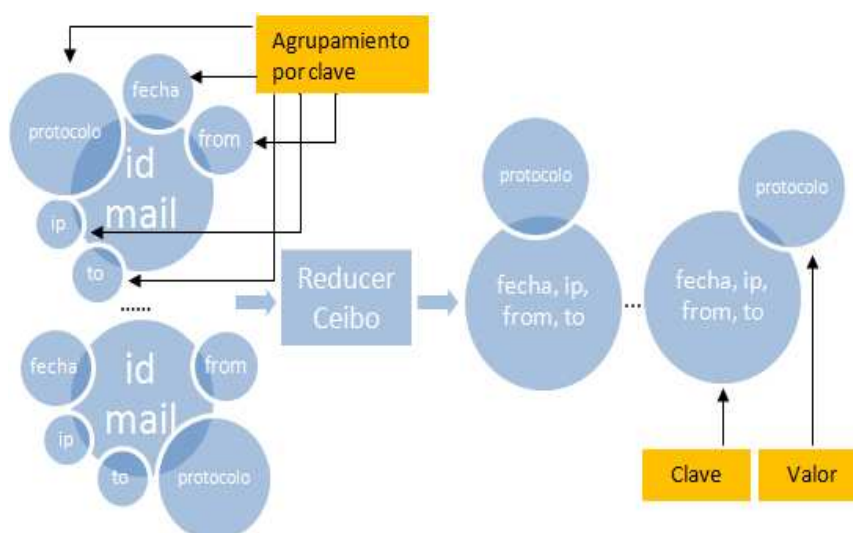 Agrupamiento
por clave
fecha
protocolo
from
id
mail
ip
to
......
fecha
id
mail
from
ip
to
protocolo
Reducer
Ceibo
protocolo
fecha, ip,
from, to
...
protocolo
fecha, ip,
from, to
Clave
Valor